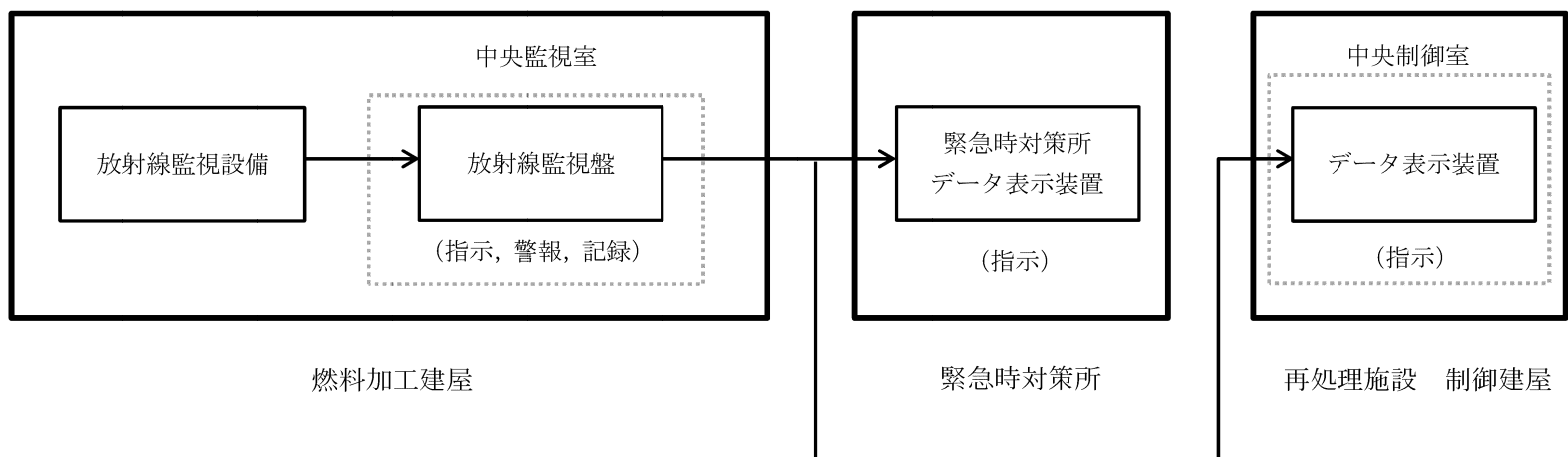 中央監視室
放射線監視設備
放射線監視盤
(指示, 警報, 記録)
燃料加工建屋
緊急時対策所
データ表示装置
(指示)
緊急時対策所
中央制御室
データ表示装置
(指示)
再処理施設　制御建屋